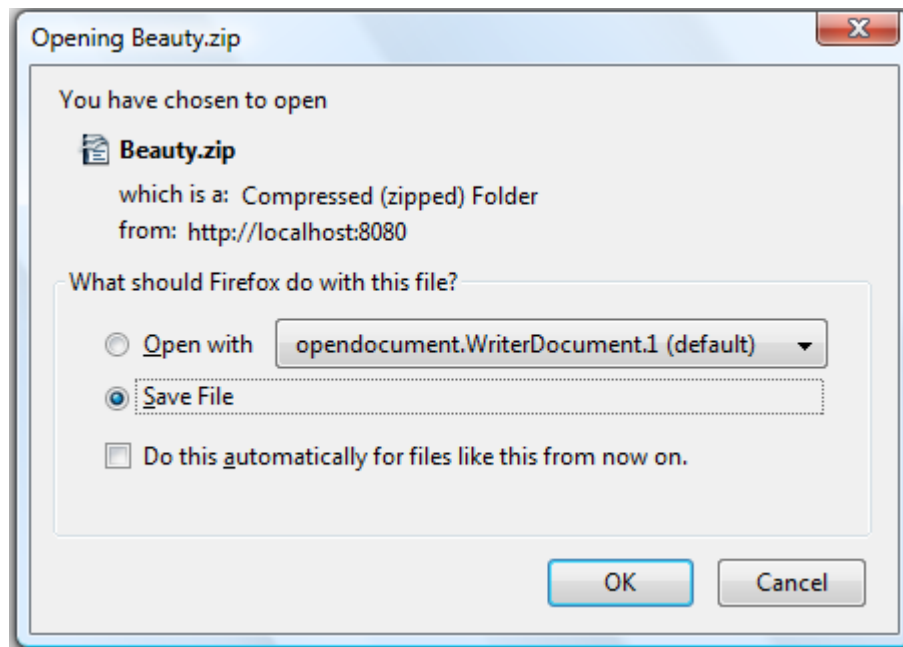 Opening Beauty.zip
You have chosen to open
Beauty.zip
which is a: Compressed (zipped) Folder
from: http://localhost:8080
What should Firefox do with this file?
Open with opendocument.WriterDocument.1 (default)
Save File
Do this automatically for files like this from now on.
OK Cancel